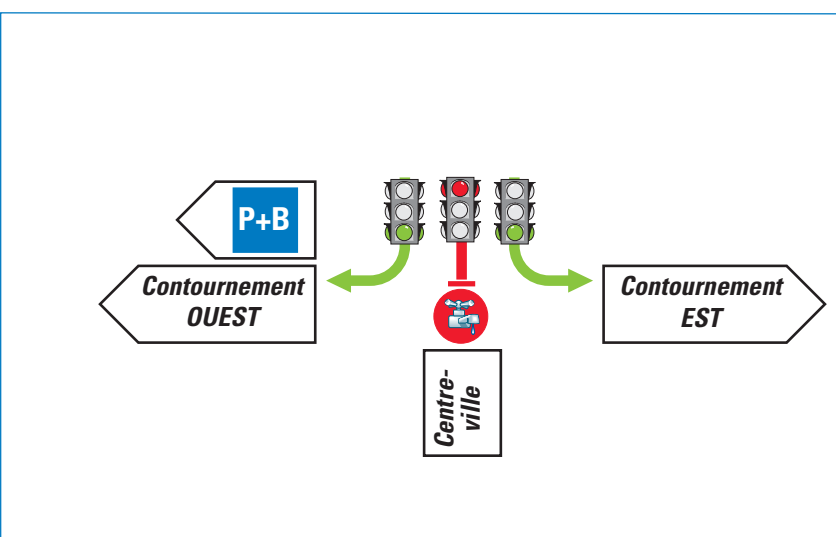 P+B
Contournement
OUEST
Contournement
EST
Centre-
ville